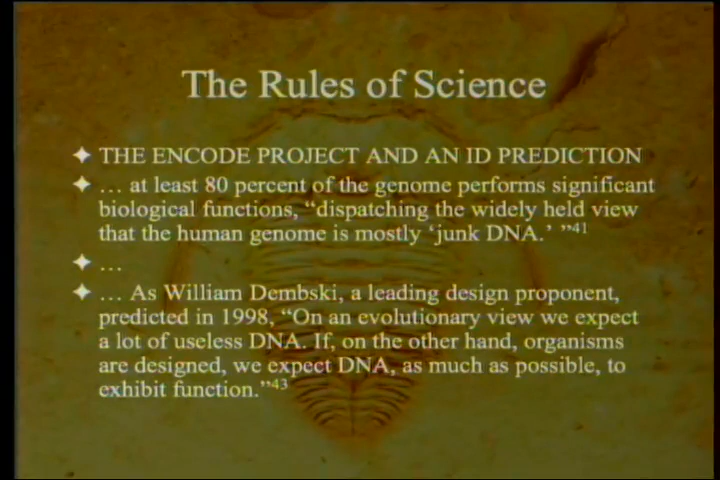 The Rules of Science
✦ THE ENCODE PROJECT AND AN ID PREDICTION
✦ … at least 80 percent of the genome performs significant
biological functions, “dispatching the widely held view
that the human genome is mostly ‘junk DNA.’ ”41
✦ …
✦ … As William Dembski, a leading design proponent,
predicted in 1998, “On an evolutionary view we expect
a lot of useless DNA. If, on the other hand, organisms
are designed, we expect DNA, as much as possible, to
exhibit function.”43